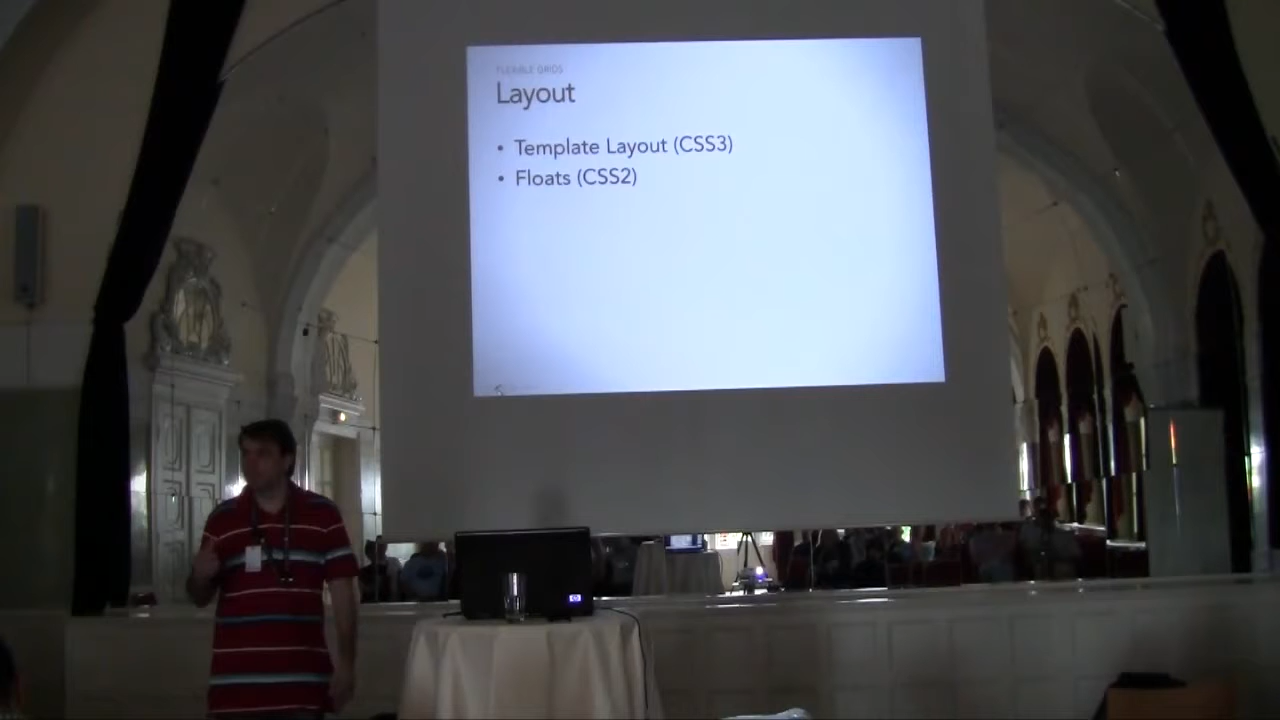 FLEXIBLE GRIDS
Layout
• Template Layout (CSS3)
• Floats (CSS2)